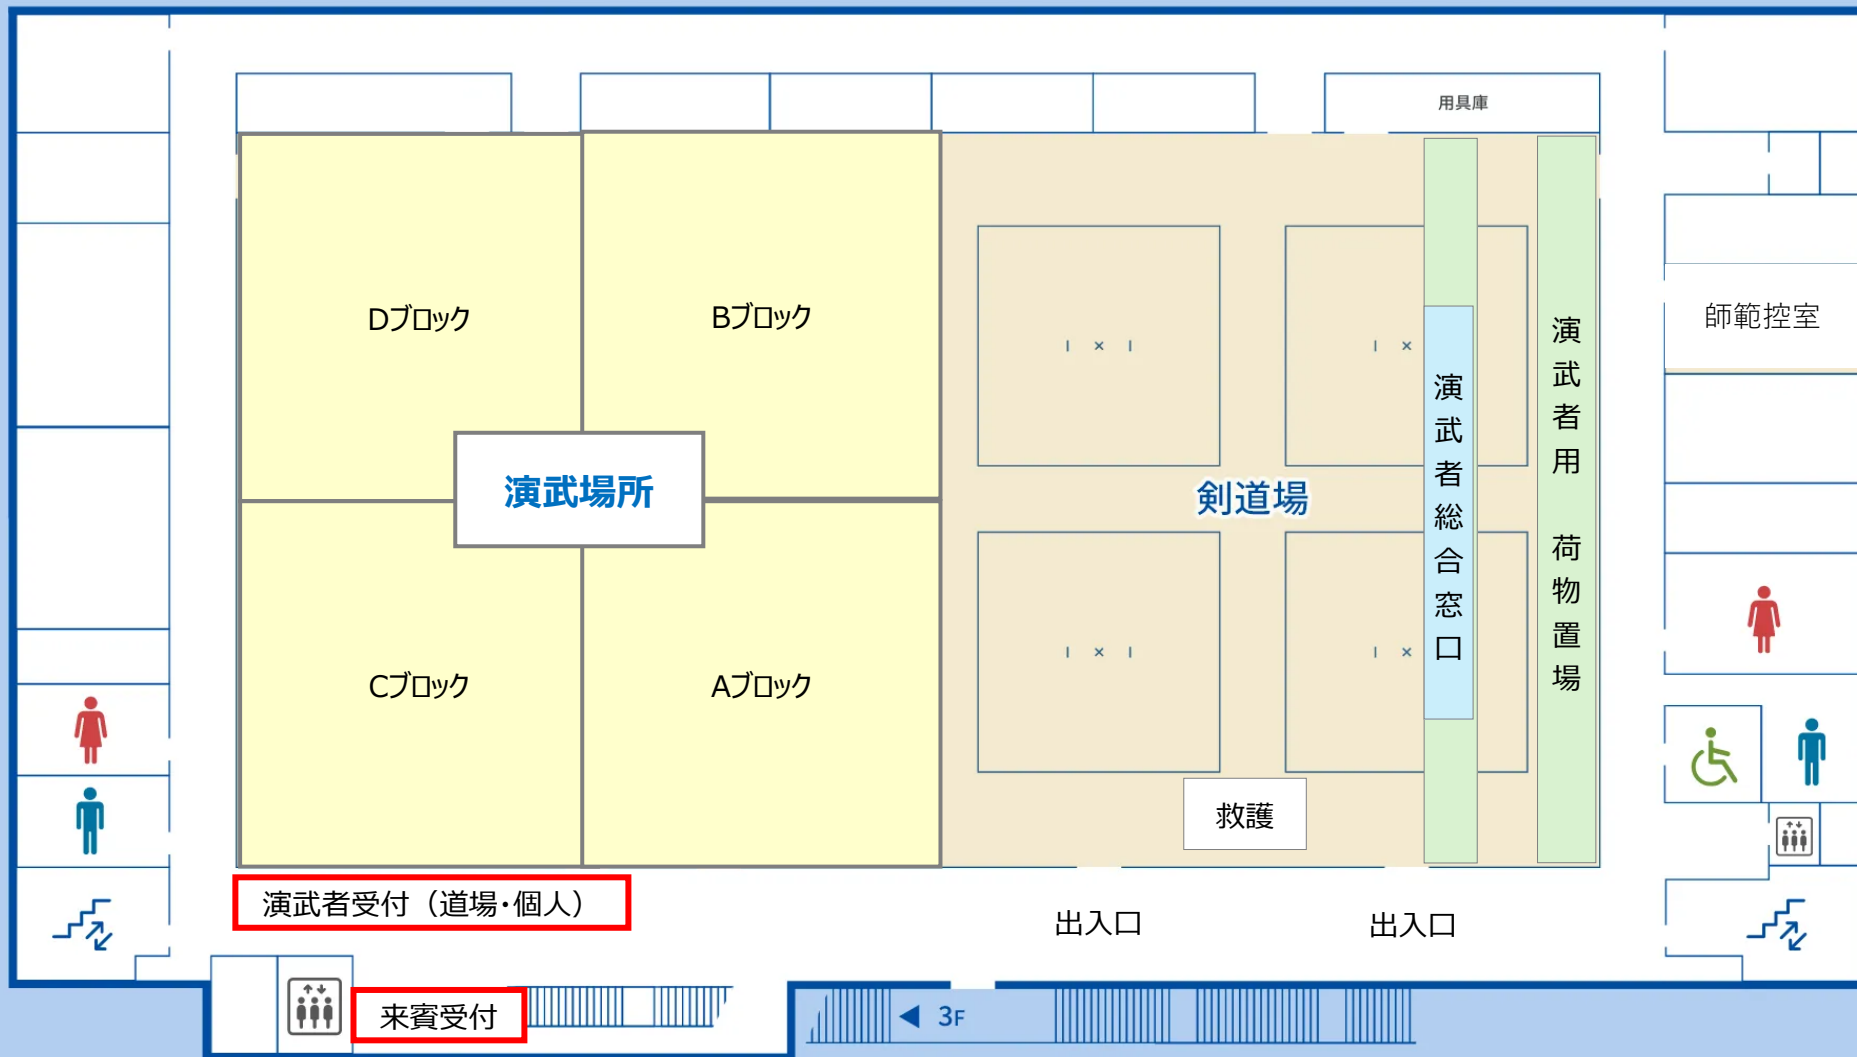 用具庫
Dブロック
Bブロック
師範控室
演武場所
剣道場
演武者総合窓口
演武者用　荷物置場
Cブロック
Aブロック
救護
演武者受付（道場・個人）
出入口
出入口
来賓受付
◀ 3F